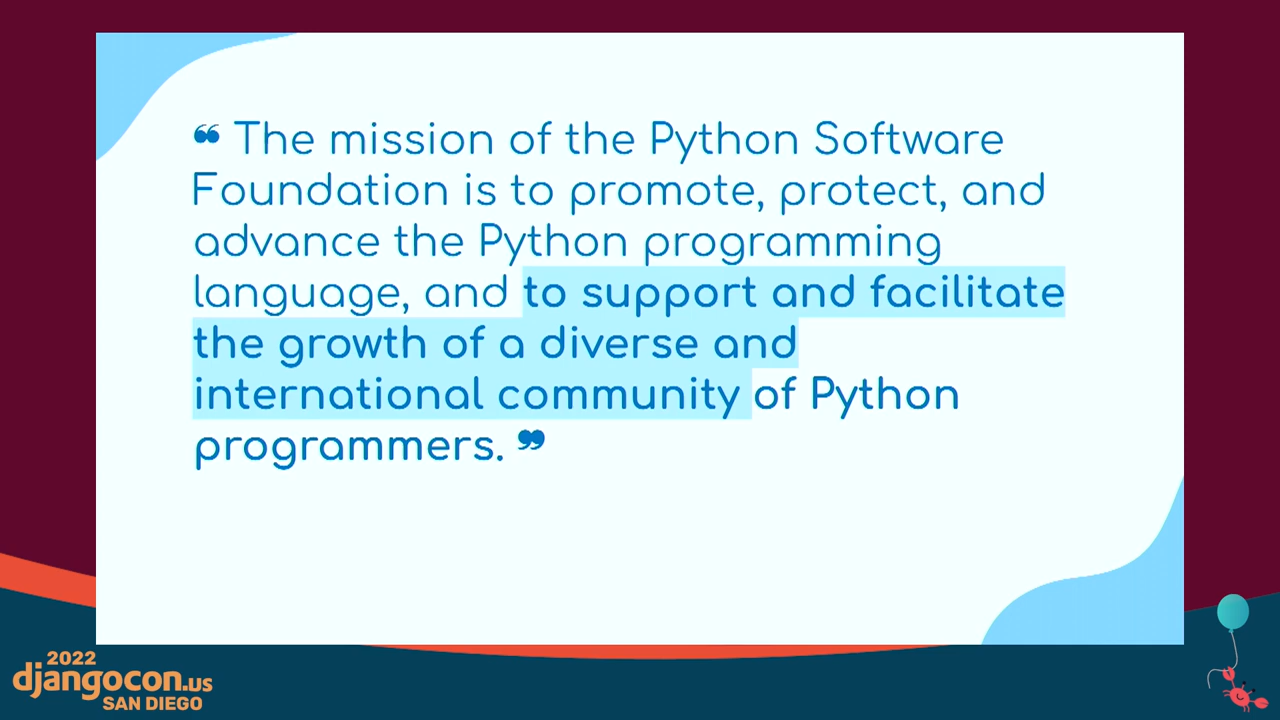 ❝ The mission of the Python Software
Foundation is to promote, protect, and
advance the Python programming
language, and to support and facilitate
the growth of a diverse and
international community of Python
programmers. ❞
2022
djangocon.us
SAN DIEGO